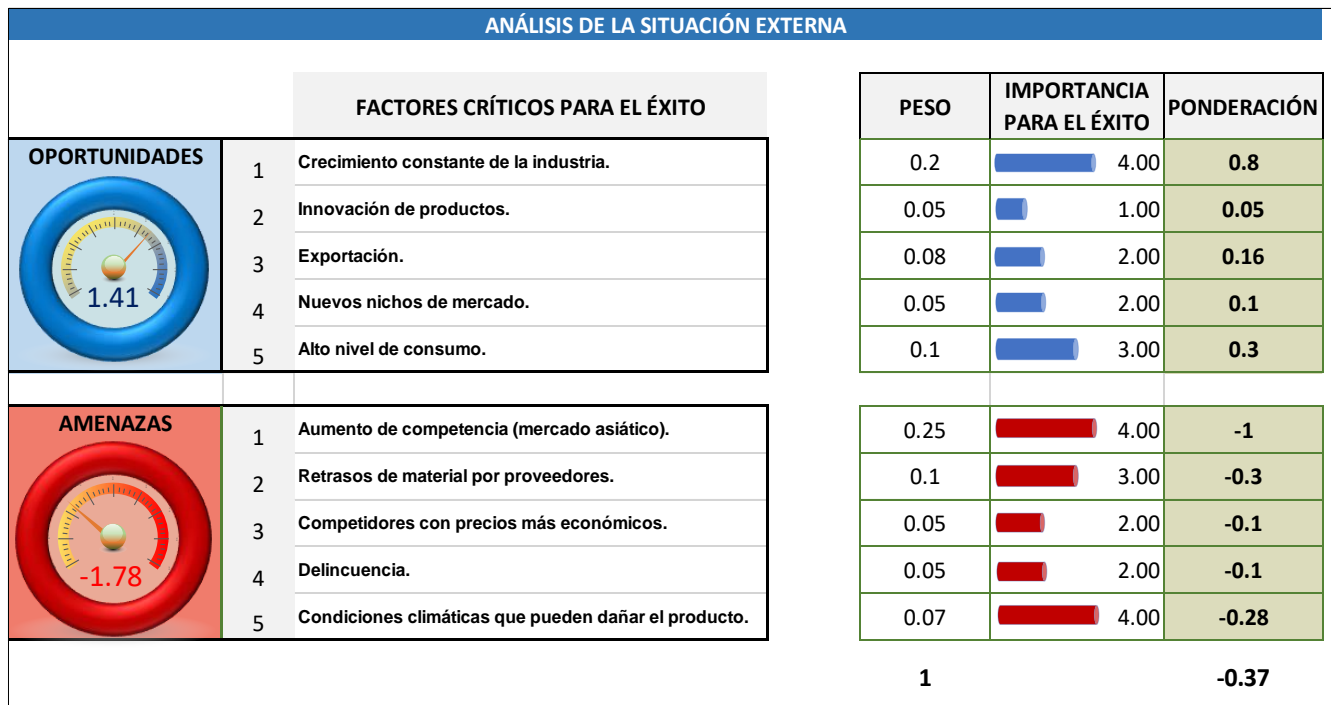 ANÁLISIS DE LA SITUACIÓN EXTERNA
FACTORES CRÍTICOS PARA EL ÉXITO PESO IMPORTANCIA PARA EL ÉXITO PONDERACIÓN
OPORTUNIDADES
1.41
1 Crecimiento constante de la industria. 0.2 4.00 0.8
2 Innovación de productos. 0.05 1.00 0.05
3 Exportación. 0.08 2.00 0.16
4 Nuevos nichos de mercado. 0.05 2.00 0.1
5 Alto nivel de consumo. 0.1 3.00 0.3
AMENAZAS
-1.78
1 Aumento de competencia (mercado asiático). 0.25 4.00 -1
2 Retrasos de material por proveedores. 0.1 3.00 -0.3
3 Competidores con precios más económicos. 0.05 2.00 -0.1
4 Delincuencia. 0.05 2.00 -0.1
5 Condiciones climáticas que pueden dañar el producto. 0.07 4.00 -0.28
1 -0.37